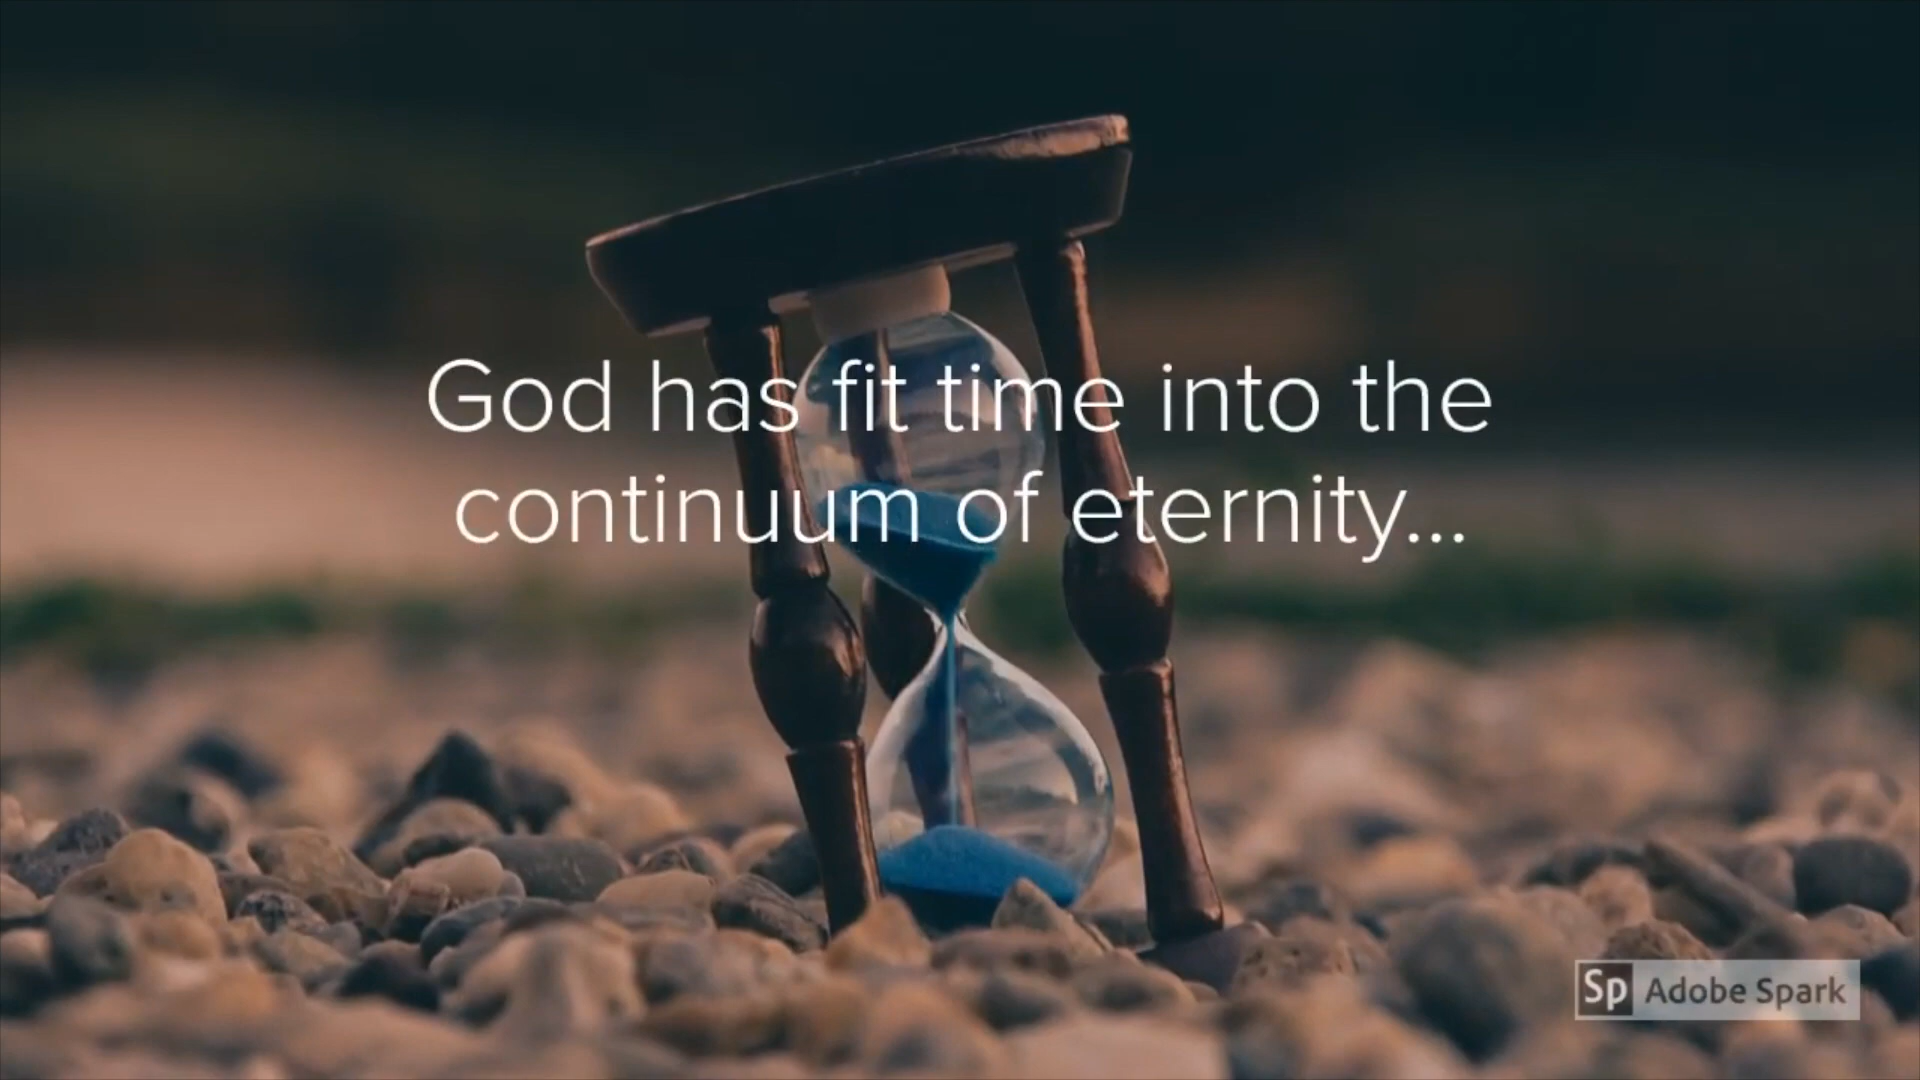 God has fit time into the
continuum of eternity...
Sp Adobe Spark